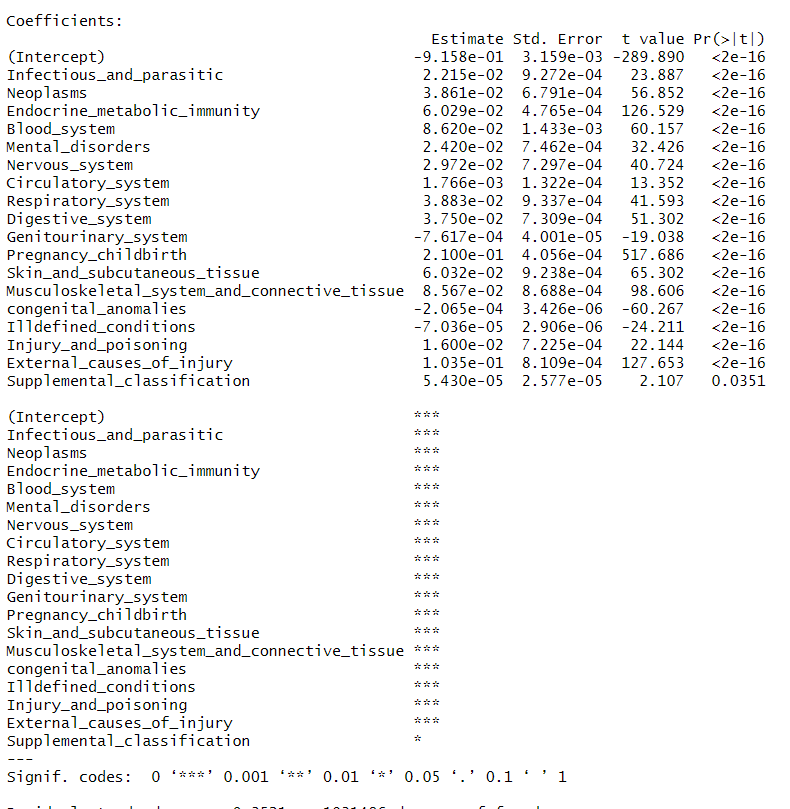 Coefficients:
Estimate Std. Error t value Pr(>|t|)
(Intercept) -9.158e-01 3.159e-03 -289.890 <2e-16
Infectious_and_parasitic 2.215e-02 9.272e-04 23.887 <2e-16
Neoplasms 3.861e-02 6.791e-04 56.852 <2e-16
Endocrine_metabolic_immunity 6.029e-02 4.765e-04 126.529 <2e-16
Blood_system 8.620e-02 1.433e-03 60.157 <2e-16
Mental_disorders 2.420e-02 7.462e-04 32.426 <2e-16
Nervous_system 2.972e-02 7.297e-04 40.724 <2e-16
Circulatory_system 1.766e-03 1.322e-04 13.352 <2e-16
Respiratory_system 3.883e-02 9.337e-04 41.593 <2e-16
Digestive_system 3.750e-02 7.309e-04 51.302 <2e-16
Genitourinary_system -7.617e-04 4.001e-05 -19.038 <2e-16
Pregnancy_childbirth 2.100e-01 4.056e-04 517.686 <2e-16
Skin_and_subcutaneous_tissue 6.032e-02 9.238e-04 65.302 <2e-16
Musculoskeletal_system_and_connective_tissue 8.567e-02 8.688e-04 98.606 <2e-16
congenital_anomalies -2.065e-04 3.426e-06 -60.267 <2e-16
Illdefined_conditions -7.036e-05 2.906e-06 -24.211 <2e-16
Injury_and_poisoning 1.600e-02 7.225e-04 22.144 <2e-16
External_causes_of_injury 1.035e-01 8.109e-04 127.653 <2e-16
Supplemental_classification 5.430e-05 2.577e-05 2.107 0.0351
(Intercept) ***
Infectious_and_parasitic ***
Neoplasms ***
Endocrine_metabolic_immunity ***
Blood_system ***
Mental_disorders ***
Nervous_system ***
Circulatory_system ***
Respiratory_system ***
Digestive_system ***
Genitourinary_system ***
Pregnancy_childbirth ***
Skin_and_subcutaneous_tissue ***
Musculoskeletal_system_and_connective_tissue ***
congenital_anomalies ***
Illdefined_conditions ***
Injury_and_poisoning ***
External_causes_of_injury ***
Supplemental_classification *
---
Signif. codes: 0 ‘***’ 0.001 ‘**’ 0.01 ‘*’ 0.05 ‘.’ 0.1 ‘ ’ 1